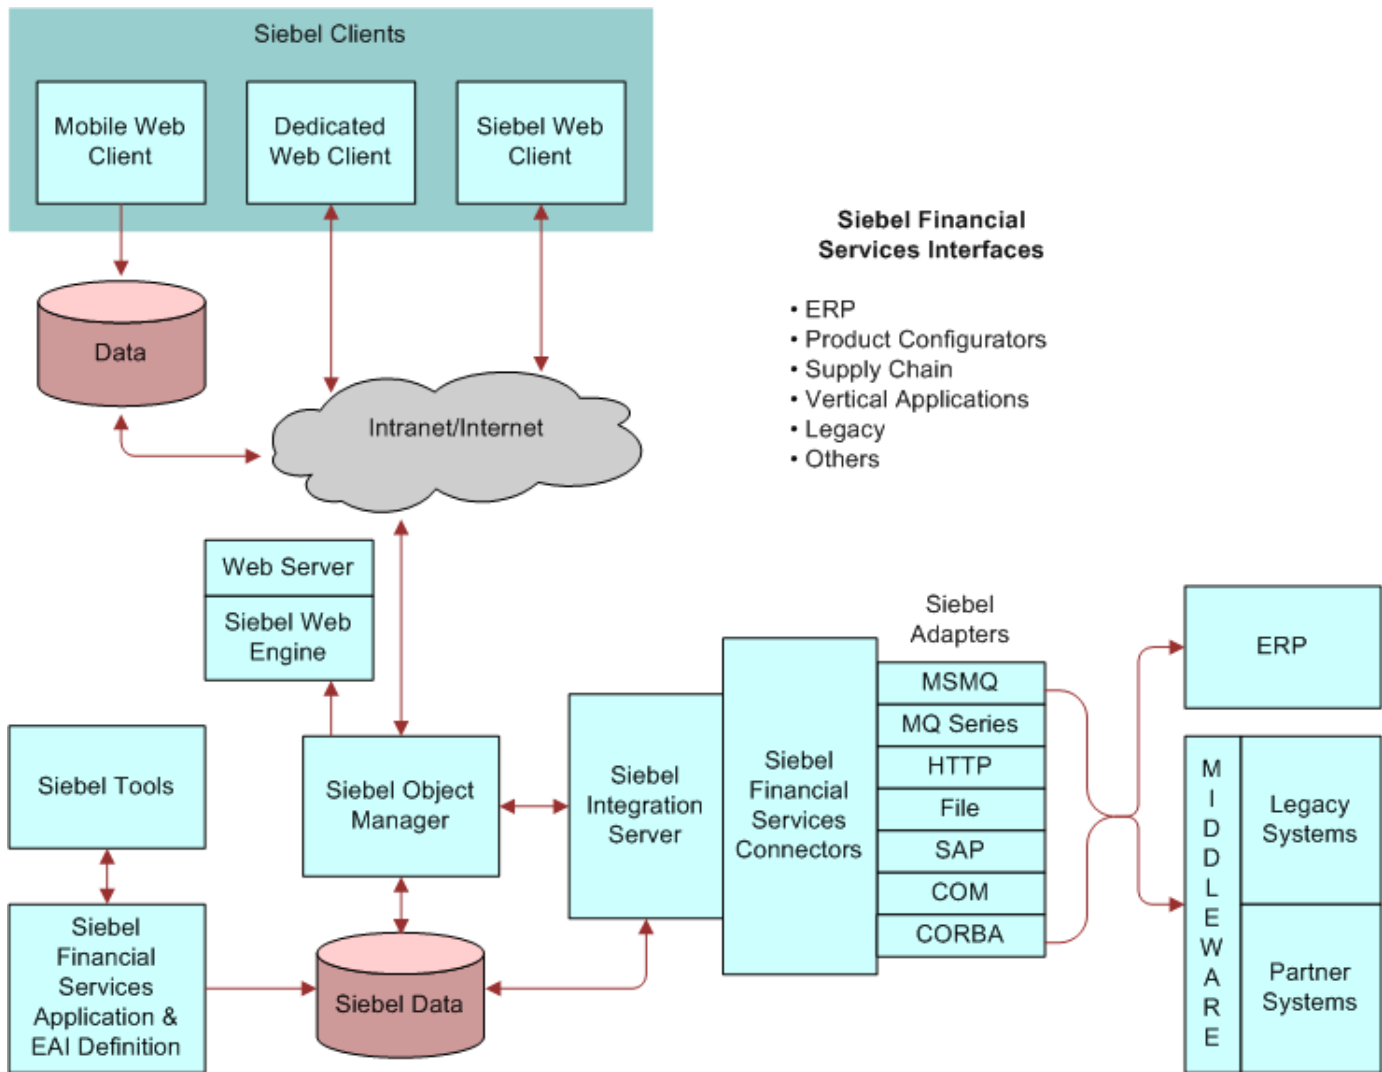 Siebel Clients
Mobile Web
Client
Dedicated
Web Client
Siebel Web
Client
Siebel Financial
Services Interfaces
• ERP
• Product Configurators
• Supply Chain
• Vertical Applications
• Legacy
• Others
Data
Intranet/Internet
Web Server
Siebel Web
Engine
Siebel Tools
Siebel Object
Manager
Siebel
Integration
Server
Siebel
Financial
Services
Connectors
Siebel
Adapters
MSMQ
MQ Series
HTTP
File
SAP
COM
CORBA
ERP
MIDDLEWARE
Legacy
Systems
Partner
Systems
Siebel
Financial
Services
Application &
EAI Definition
Siebel Data